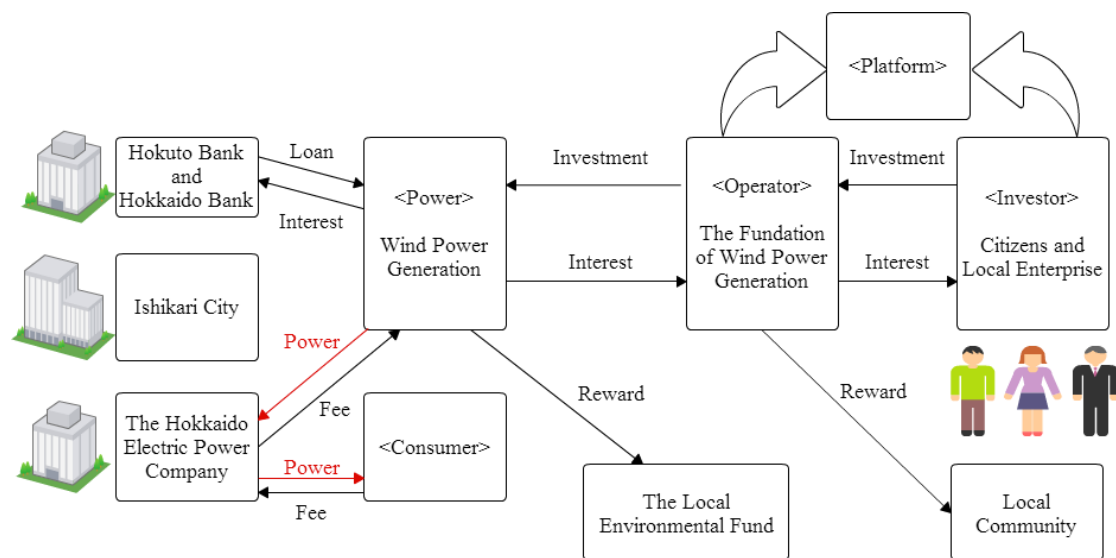 <Platform>
Hokuto Bank
and
Hokkaido Bank
Loan
Interest
<Power>
Wind Power
Generation
Investment
Interest
<Operator>
The Fundation
of Wind Power
Generation
Investment
Interest
<Investor>
Citizens and
Local Enterprise
Ishikari City
Power
Fee
The Hokkaido
Electric Power
Company
Power
Fee
<Consumer>
Reward
Reward
The Local
Environmental Fund
Local
Community